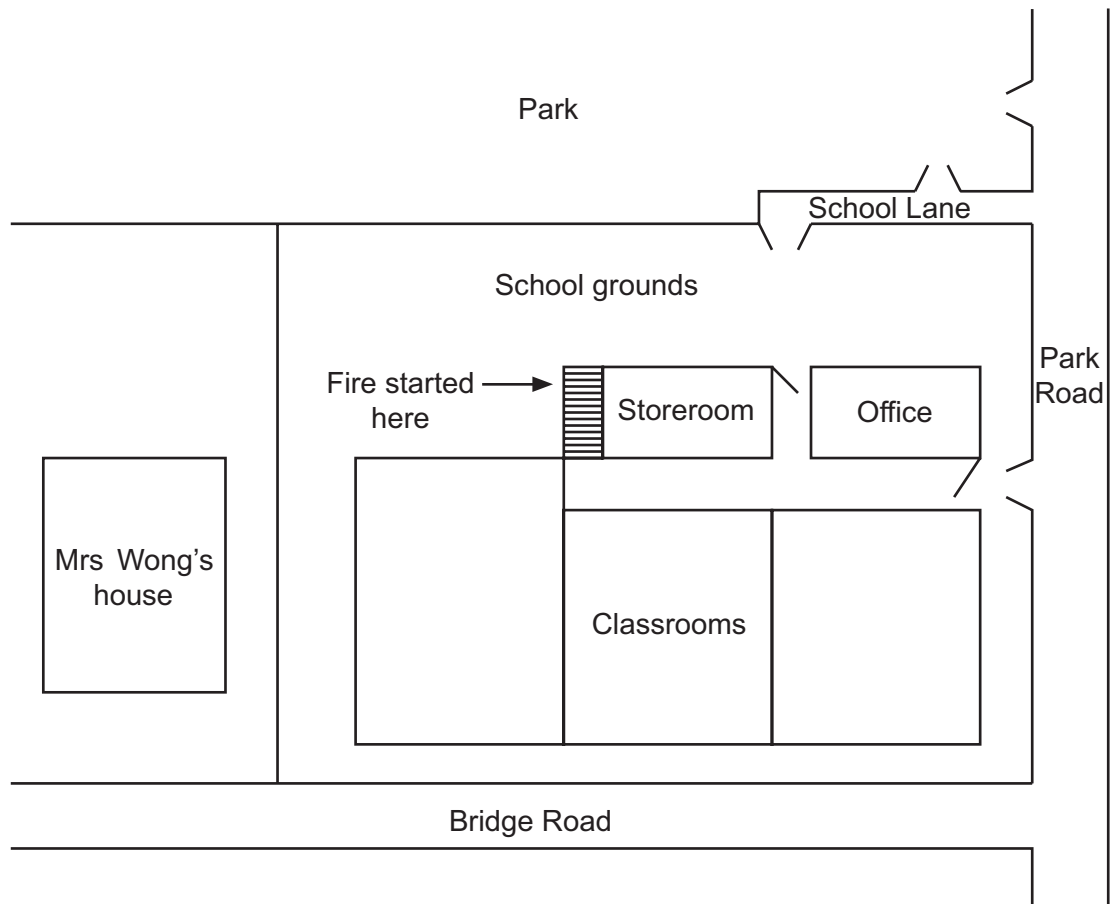 Park
School Lane
School grounds
Park
Road
Fire started
here
Storeroom
Office
Mrs Wong's
house
Classrooms
Bridge Road